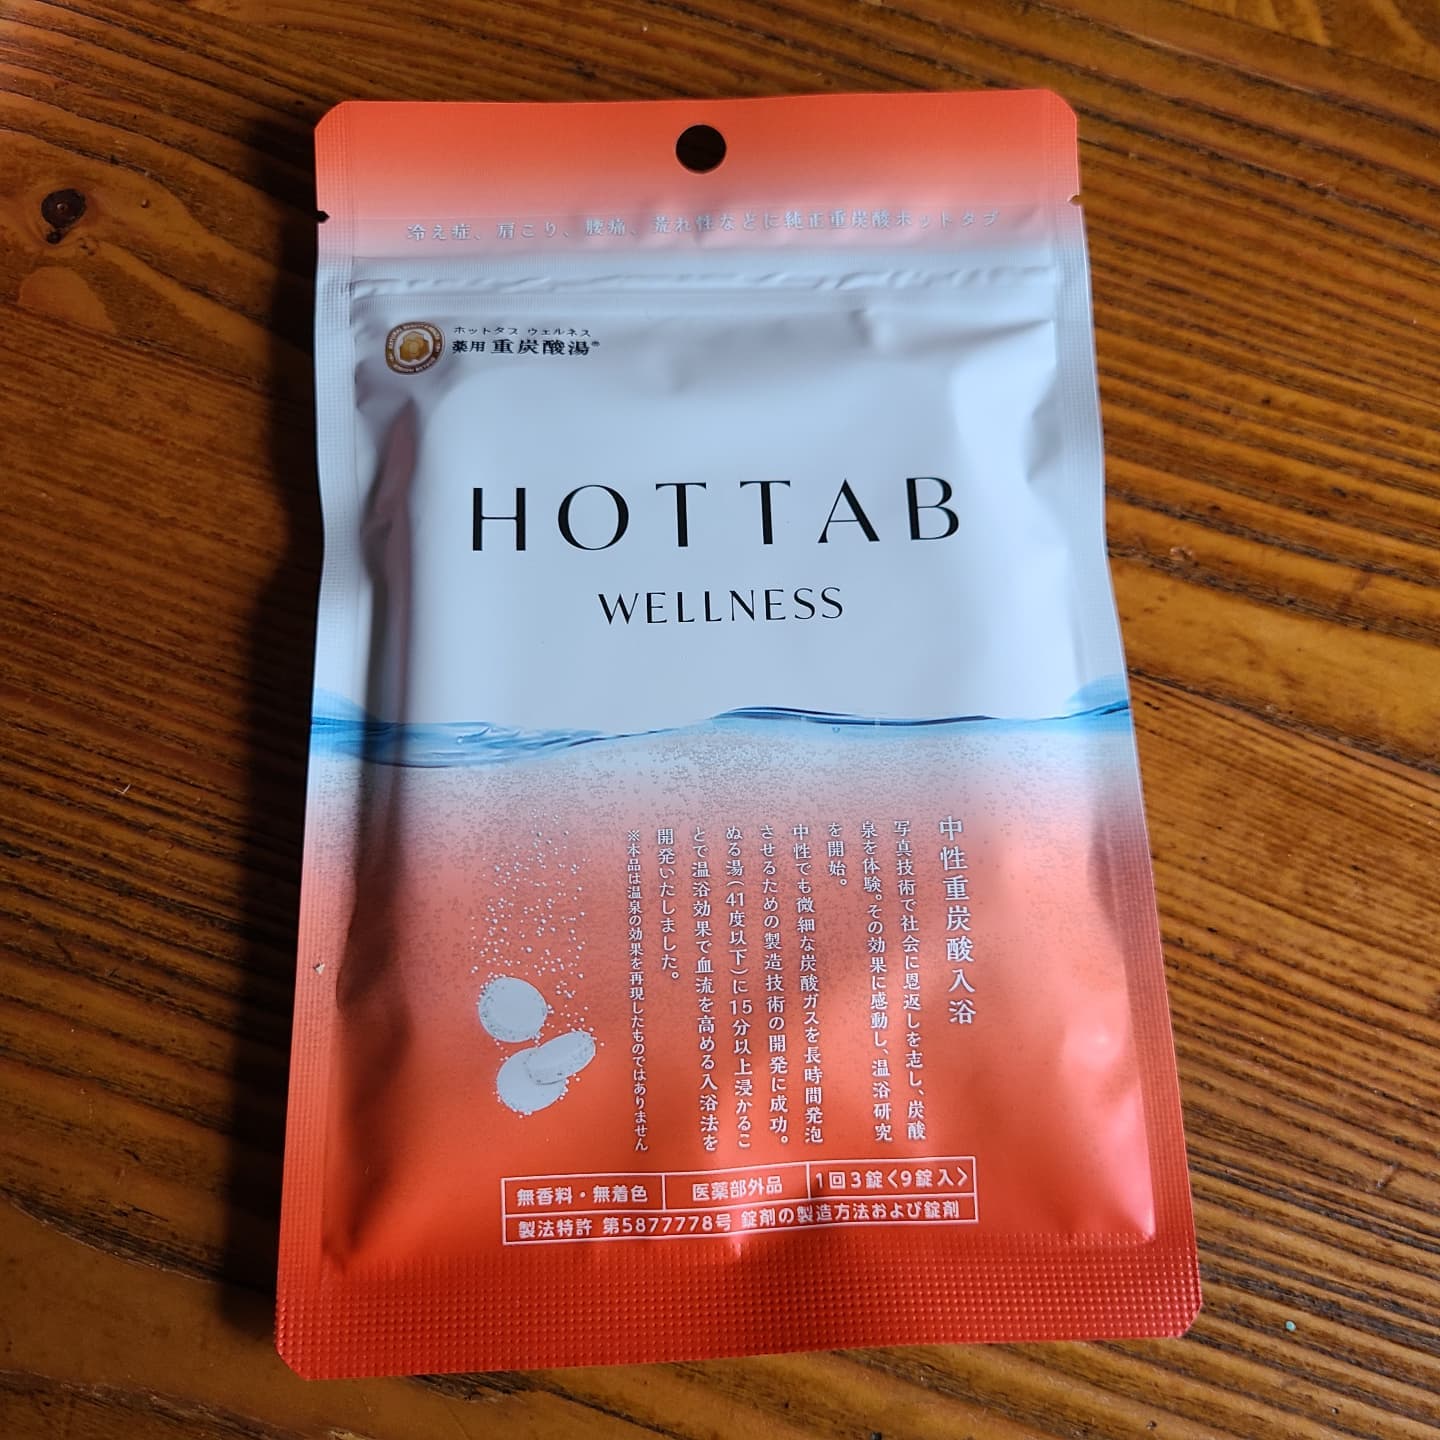 冷え症、肩こり、腰痛、荒れ性などに純正重炭酸ホットタブ
ホットタブ ウェルネス
薬用 重炭酸湯®
HOT TAB
WELLNESS
中性重炭酸入浴
写真技術で社会に恩返しを志し、炭酸
泉を体験。その効果に感動し、温浴研究
を開始。
中性でも微細な炭酸ガスを長時間発泡
させるための製造技術の開発に成功。
ぬる湯(41度以下)に15分以上浸かるこ
とで温浴効果で血流を高める入浴法を
開発いたしました。
※本品は温泉の効果を再現したものではありません
無香料・無着色
医薬部外品
1回3錠<9錠入>
製法特許 第5877778号 錠剤の製造方法および錠剤